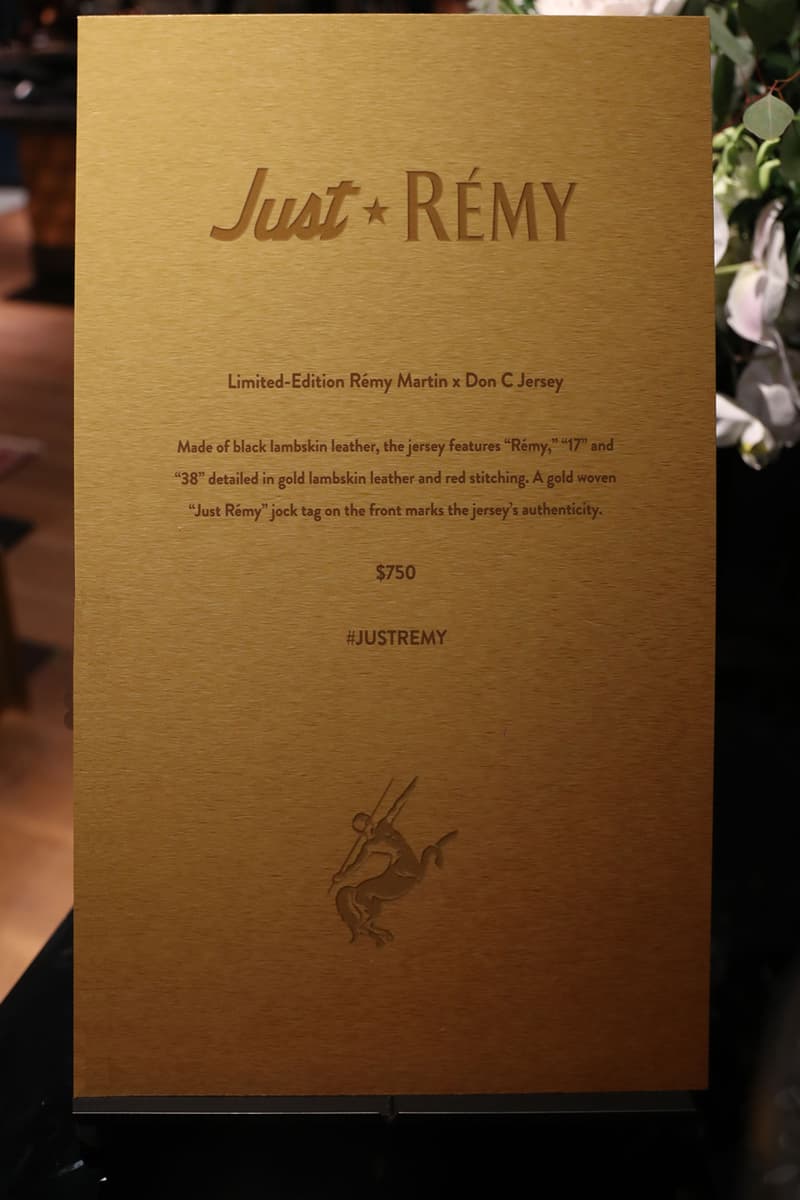 Just ★ RÉMY
Limited-Edition Rémy Martin x Don C Jersey
Made of black lambskin leather, the jersey features “Rémy,” “17” and
“38” detailed in gold lambskin leather and red stitching. A gold woven
“Just Rémy” jock tag on the front marks the jersey’s authenticity.
$750
#JUSTREMY